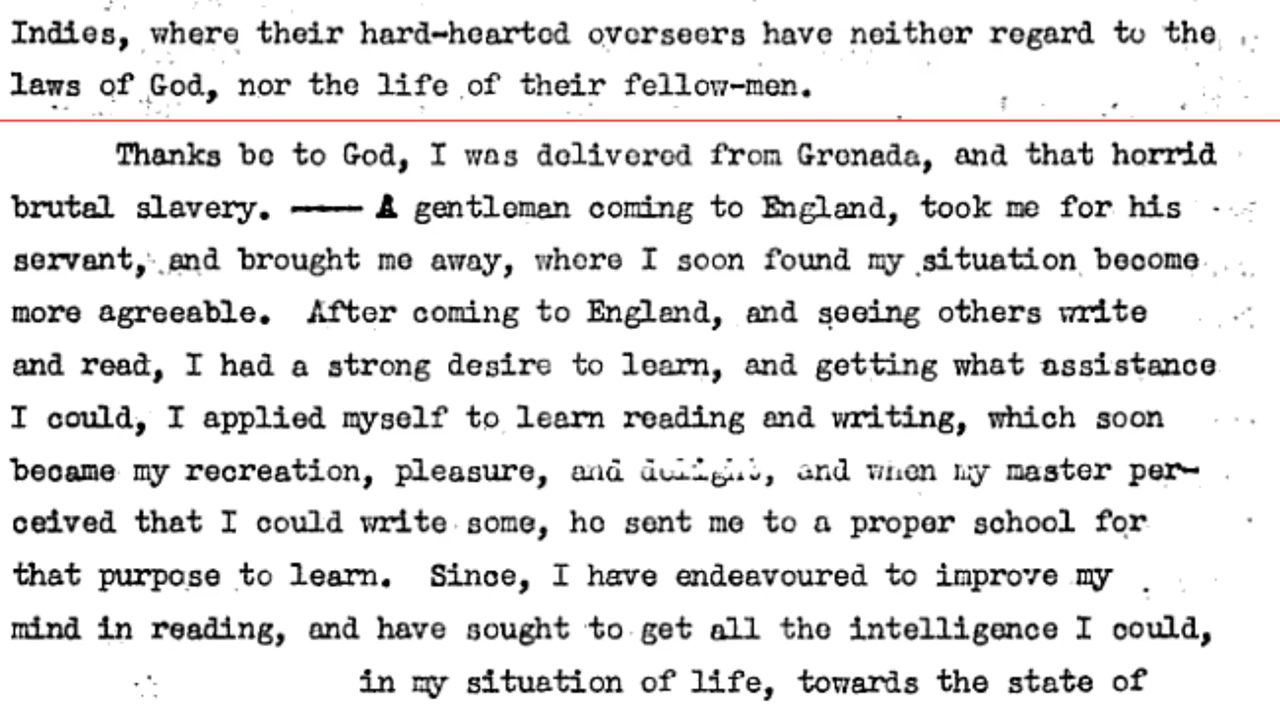 Indies, where their hard-hearted overseers have neither regard to the
laws of God, nor the life of their fellow-men.
Thanks be to God, I was delivered from Grenada, and that horrid
brutal slavery. —— A gentleman coming to England, took me for his
servant, and brought me away, where I soon found my situation become
more agreeable. After coming to England, and seeing others write
and read, I had a strong desire to learn, and getting what assistance
I could, I applied myself to learn reading and writing, which soon
became my recreation, pleasure, and delight, and when my master per-
ceived that I could write some, he sent me to a proper school for
that purpose to learn. Since, I have endeavoured to improve my
mind in reading, and have sought to get all the intelligence I could,
in my situation of life, towards the state of